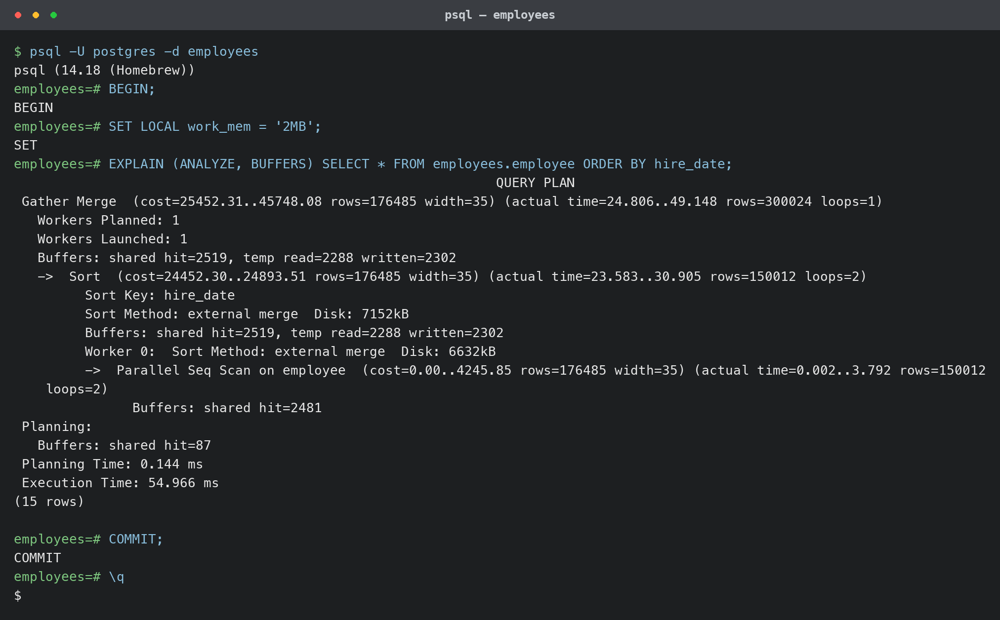 psql — employees
$ psql -U postgres -d employees
psql (14.18 (Homebrew))
employees=# BEGIN;
BEGIN
employees=# SET LOCAL work_mem = '2MB';
SET
employees=# EXPLAIN (ANALYZE, BUFFERS) SELECT * FROM employees.employee ORDER BY hire_date;
QUERY PLAN
Gather Merge  (cost=25452.31..45748.08 rows=176485 width=35) (actual time=24.806..49.148 rows=300024 loops=1)
Workers Planned: 1
Workers Launched: 1
Buffers: shared hit=2519, temp read=2288 written=2302
->  Sort  (cost=24452.30..24893.51 rows=176485 width=35) (actual time=23.583..30.905 rows=150012 loops=2)
Sort Key: hire_date
Sort Method: external merge  Disk: 7152kB
Buffers: shared hit=2519, temp read=2288 written=2302
Worker 0:  Sort Method: external merge  Disk: 6632kB
->  Parallel Seq Scan on employee  (cost=0.00..4245.85 rows=176485 width=35) (actual time=0.002..3.792 rows=150012
loops=2)
Buffers: shared hit=2481
Planning:
Buffers: shared hit=87
Planning Time: 0.144 ms
Execution Time: 54.966 ms
(15 rows)
employees=# COMMIT;
COMMIT
employees=# \q
$